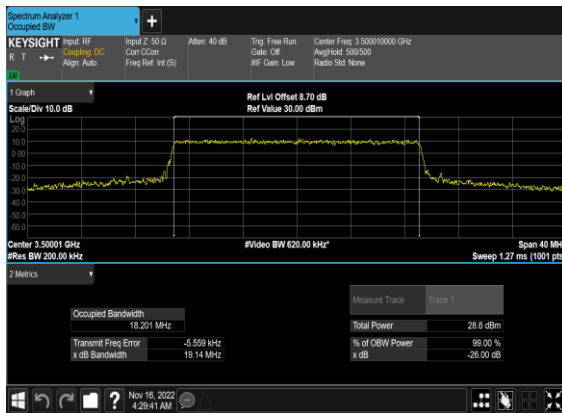 Spectrum Analyzer 1
Occupied BW
+
KEYSIGHT Input: RF Input Z: 50 Ω Atten: 40 dB Trig: Free Run Center Freq: 3.500010000 GHz
R T Coupling: DC Corr CCorr Gate: Off Avg|Hold: 500/500
Align: Auto Freq Ref: Int (S) #IF Gain: Low Radio Std: None
1 Graph
Ref Lvl Offset 8.70 dB
Scale/Div 10.0 dB Ref Value 30.00 dBm
Log
20.0
10.0
0.00
-10.0
-20.0
-30.0
-40.0
-50.0
-60.0
Center 3.50001 GHz #Video BW 620.00 kHz* Span 40 MH
#Res BW 200.00 kHz Sweep 1.27 ms (1001 pts
2 Metrics
Measure Trace Trace 1
Occupied Bandwidth
18.201 MHz Total Power 28.6 dBm
Transmit Freq Error -5.559 kHz % of OBW Power 99.00 %
x dB Bandwidth 19.14 MHz x dB -26.00 dB
? Nov 16, 2022
4:29:41 AM